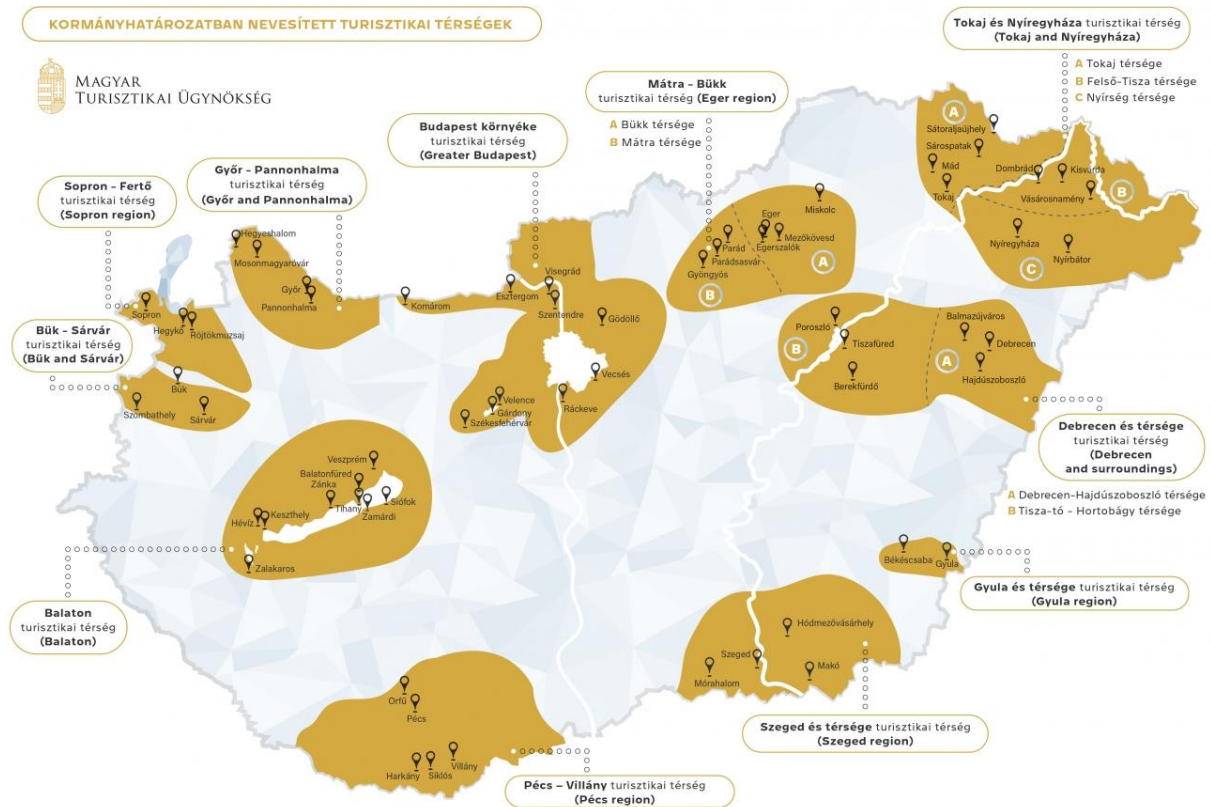 KORMÁNYHATÁROZATBAN NEVESÍTETT TURISZTIKAI TÉRSÉGEK
MAGYAR
TURISZTIKAI ÜGYNÖKSÉG
Tokaj és Nyíregyháza turisztikai térség
(Tokaj and Nyíregyháza)
A Tokaj térsége
B Felső-Tisza térsége
C Nyírség térsége
Mátra - Bükk
turisztikai térség (Eger region)
A Bükk térsége
B Mátra térsége
Budapest környéke
turisztikai térség
(Greater Budapest)
Győr - Pannonhalma
turisztikai térség
(Győr and Pannonhalma)
Sopron - Fertő
turisztikai térség
(Sopron region)
Bük - Sárvár
turisztikai térség
(Bük and Sárvár)
A
Sátoraljaújhely
Sárospatak
Mád
Tokaj
Dombrád
Kisvárda
B
Vásárosnamény
Nyíregyháza
Nyírbátor
C
Miskolc
Eger
Egerszalók
Mezőkövesd
Parád
Parádsasvár
Gyöngyös
A
B
Hegyeshalom
Mosonmagyaróvár
Győr
Pannonhalma
Komárom
Esztergom
Visegrád
Szentendre
Gödöllő
Vecsés
Ráckeve
Velence
Gárdony
Székesfehérvár
Sopron
Hegykő
Röjtökmuzsaj
Bük
Szombathely
Sárvár
Poroszló
Tiszafüred
Berekfürdő
B
Balmazújváros
Debrecen
A
Hajdúszoboszló
Debrecen és térsége
turisztikai térség
(Debrecen
and surroundings)
A Debrecen-Hajdúszoboszló térsége
B Tisza-tó - Hortobágy térsége
Veszprém
Balatonfüred
Zánka
Tihany
Siófok
Zamárdi
Keszthely
Hévíz
Zalakaros
Balaton
turisztikai térség
(Balaton)
Békéscsaba
Gyula
Gyula és térsége turisztikai térség
(Gyula region)
Hódmezővásárhely
Szeged
Makó
Mórahalom
Szeged és térsége turisztikai térség
(Szeged region)
Orfű
Pécs
Harkány
Siklós
Villány
Pécs – Villány turisztikai térség
(Pécs region)